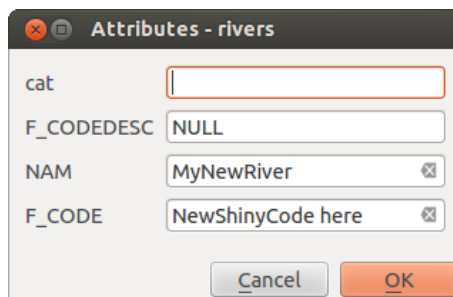 Attributes - rivers
cat
F_CODEDESC NULL
NAM MyNewRiver
F_CODE NewShinyCode here
Cancel OK